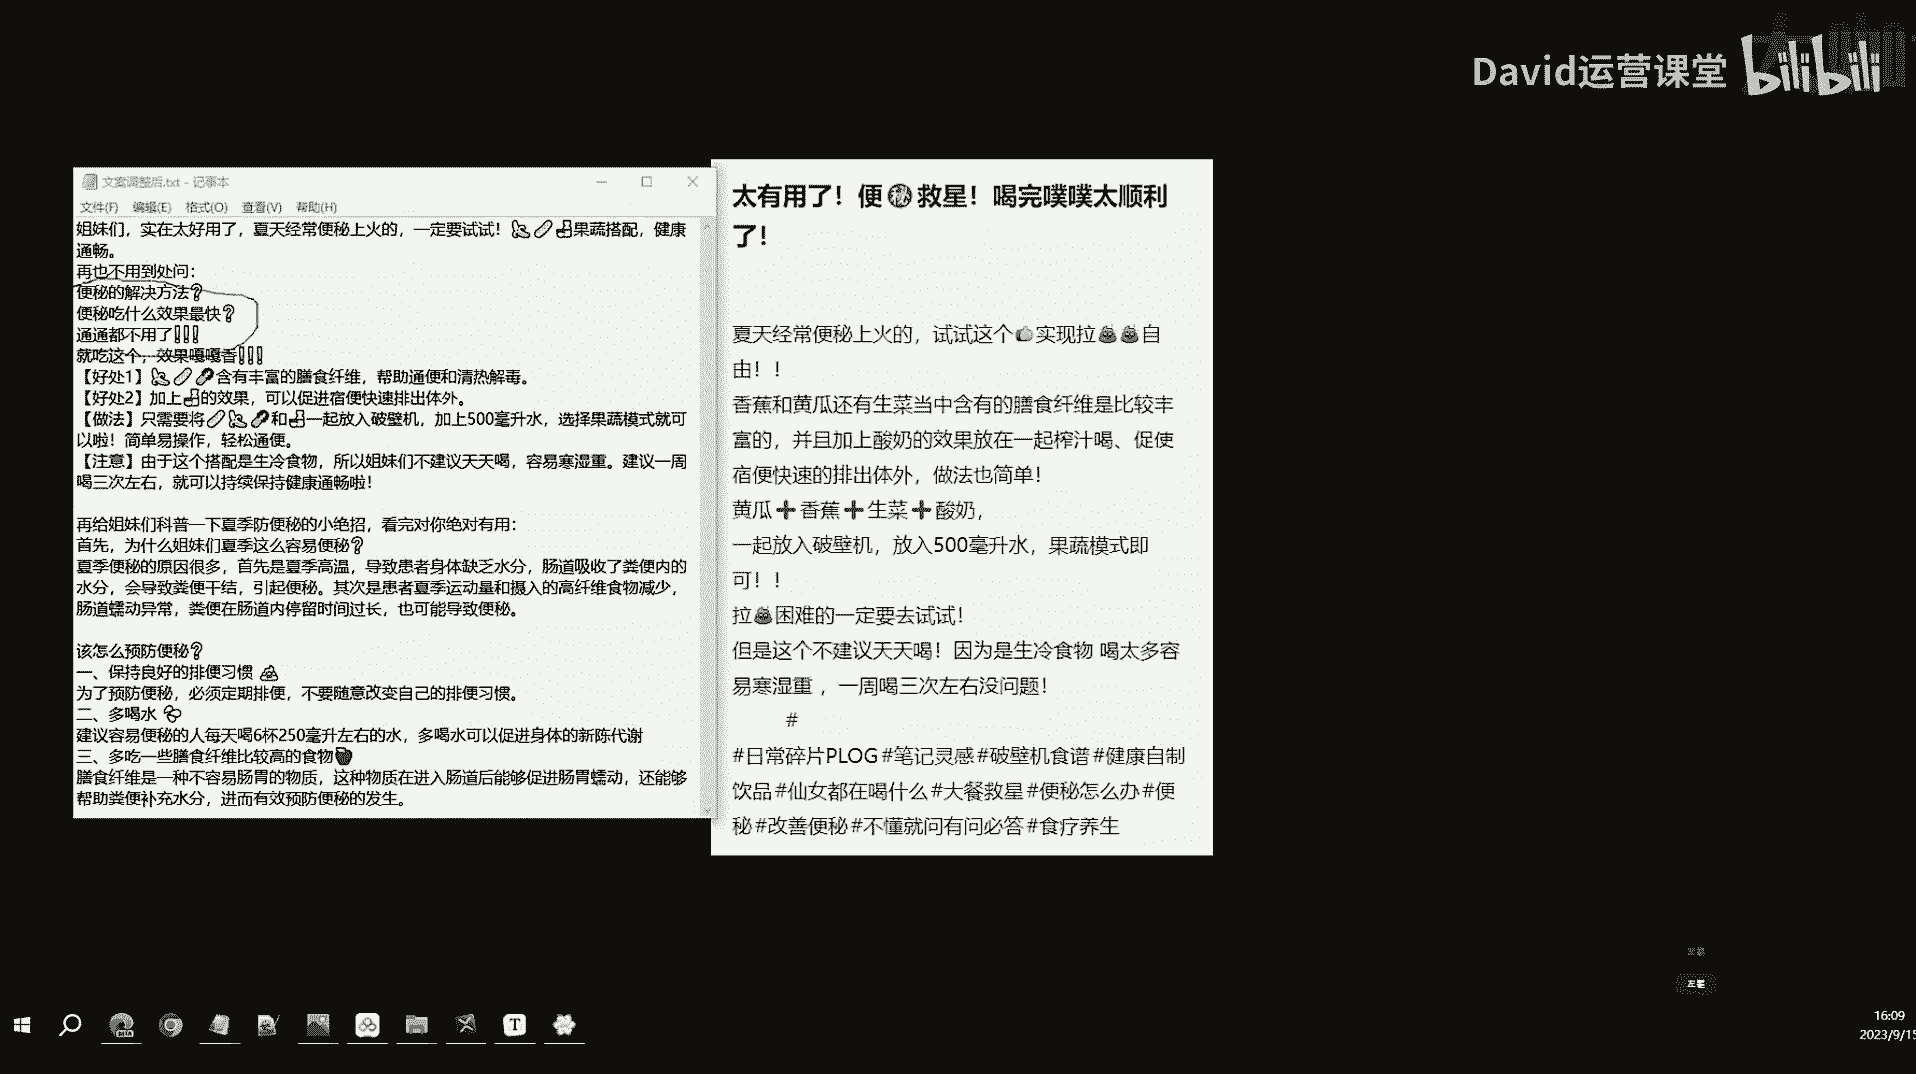 David运营课堂 bilibili
文案调整后.txt - 记事本
文件(F) 编辑(E) 格式(O) 查看(V) 帮助(H)
姐妹们，实在太好用了，夏天经常便秘上火的，一定要试试！🍌🥒🥛果蔬搭配，健康
通畅。
再也不用到处问：
便秘的解决方法❓
便秘吃什么效果最快❓
通通都不用了❗❗❗
就吃这个，效果嘎嘎香❗❗❗
【好处1】🍌🥒🥬含有丰富的膳食纤维，帮助通便和清热解毒。
【好处2】加上🥛的效果，可以促进宿便快速排出体外。
【做法】只需要将🥒🍌🥬和🥛一起放入破壁机，加上500毫升水，选择果蔬模式就可
以啦！简单易操作，轻松通便。
【注意】由于这个搭配是生冷食物，所以姐妹们不建议天天喝，容易寒湿重。建议一周
喝三次左右，就可以持续保持健康通畅啦！
再给姐妹们科普一下夏季防便秘的小绝招，看完对你绝对有用：
首先，为什么姐妹们夏季这么容易便秘❓
夏季便秘的原因很多，首先是夏季高温，导致患者身体缺乏水分，肠道吸收了粪便内的
水分，会导致粪便干结，引起便秘。其次是患者夏季运动量和摄入的高纤维食物减少，
肠道蠕动异常，粪便在肠道内停留时间过长，也可能导致便秘。
该怎么预防便秘❓
一、保持良好的排便习惯 💩
为了预防便秘，必须定期排便，不要随意改变自己的排便习惯。
二、多喝水
建议容易便秘的人每天喝6杯250毫升左右的水，多喝水可以促进身体的新陈代谢
三、多吃一些膳食纤维比较高的食物
膳食纤维是一种不容易肠胃的物质，这种物质在进入肠道后能够促进肠胃蠕动，还能够
帮助粪便补充水分，进而有效预防便秘的发生。
太有用了！便㊙救星！喝完噗噗太顺利
了！
夏天经常便秘上火的，试试这个👍实现拉💩💩自
由！！
香蕉和黄瓜还有生菜当中含有的膳食纤维是比较丰
富的，并且加上酸奶的效果放在一起榨汁喝、促使
宿便快速的排出体外，做法也简单！
黄瓜➕香蕉➕生菜➕酸奶，
一起放入破壁机，放入500毫升水，果蔬模式即
可！！
拉💩困难的一定要去试试！
但是这个不建议天天喝！因为是生冷食物 喝太多容
易寒湿重 ，一周喝三次左右没问题！
#
#日常碎片PLOG#笔记灵感#破壁机食谱#健康自制
饮品#仙女都在喝什么#大餐救星#便秘怎么办#便
秘#改善便秘#不懂就问有问必答#食疗养生
16:09
2023/9/15